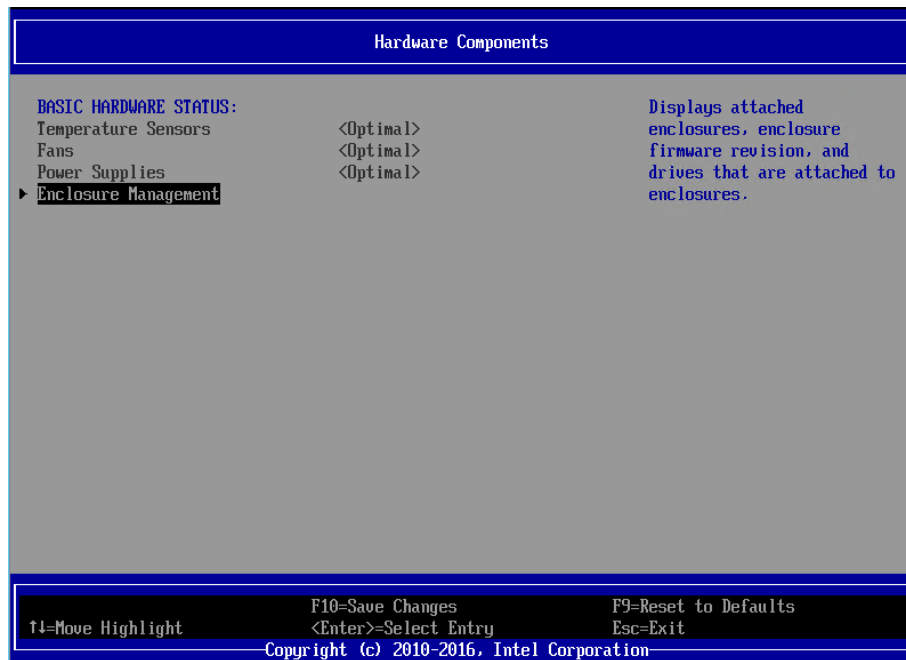 Hardware Components
BASIC HARDWARE STATUS:
Temperature Sensors <Optimal>
Fans <Optimal>
Power Supplies <Optimal>
Enclosure Management
Displays attached
enclosures, enclosure
firmware revision, and
drives that are attached to
enclosures.
F10=Save Changes F9=Reset to Defaults
↑↓=Move Highlight <Enter>=Select Entry Esc=Exit
Copyright (c) 2010-2016, Intel Corporation